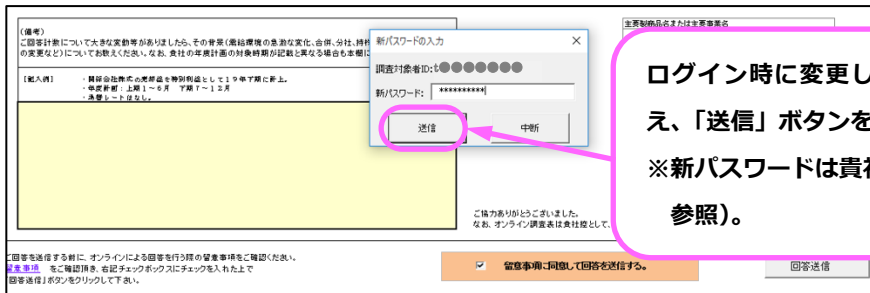 主要製商品名または主要事業名
(備考)
ご回答計数について大きな変動等がありましたら、その背景(需給環境の急激な変化、合併、分社、持株
の変更など)についてお教えください。なお、貴社の年度計画の対象時期が記載と異なる場合も本欄に
[記入例]
・関係会社株式の売却益を特別利益として19年下期に計上。
・年度計画:上期1~6月 下期7~12月
・為替レートはなし。
新パスワードの入力
調査対象者ID:t
新パスワード: **********
送信
中断
ログイン時に変更し
え、「送信」ボタンを
※新パスワードは貴社
参照)。
ご協力ありがとうございました。
なお、オンライン調査表は貴社控として、
ご回答を送信する前に、オンラインによる回答を行う際の留意事項をご確認ください。
留意事項 をご確認頂き、右記チェックボックスにチェックを入れた上で
回答送信」ボタンをクリックして下さい。
留意事項に同意して回答を送信する。
回答送信